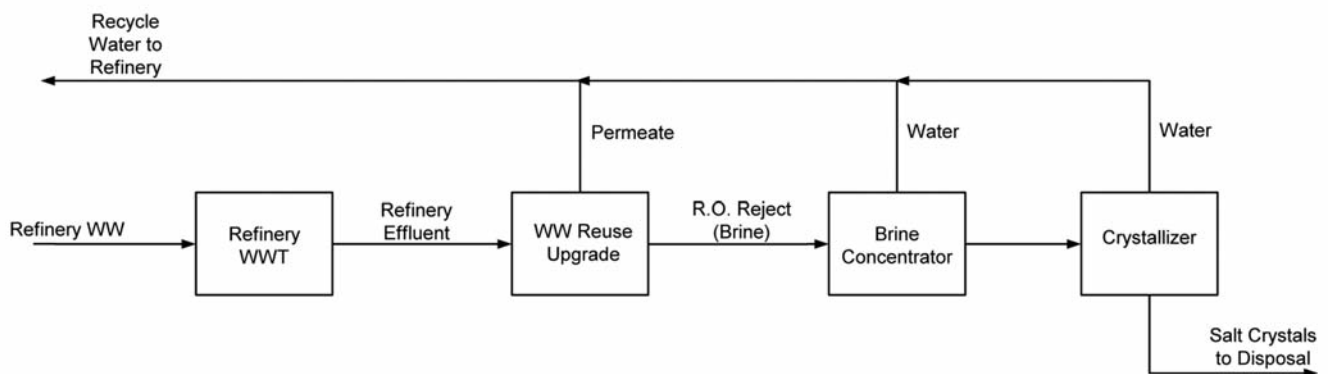 Recycle
Water to
Refinery
Permeate
Water
Water
Refinery WW
Refinery
WWT
Refinery
Effluent
WW Reuse
Upgrade
R.O. Reject
(Brine)
Brine
Concentrator
Crystallizer
Salt Crystals
to Disposal